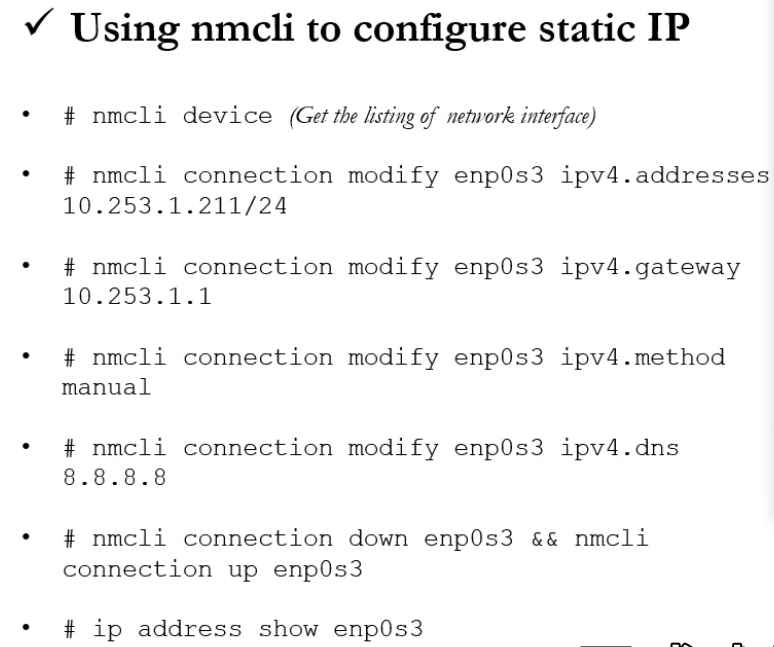 ✓ Using nmcli to configure static IP
• # nmcli device (Get the listing of network interface)
• # nmcli connection modify enp0s3 ipv4.addresses
10.253.1.211/24
• # nmcli connection modify enp0s3 ipv4.gateway
10.253.1.1
• # nmcli connection modify enp0s3 ipv4.method
manual
• # nmcli connection modify enp0s3 ipv4.dns
8.8.8.8
• # nmcli connection down enp0s3 && nmcli
connection up enp0s3
• # ip address show enp0s3